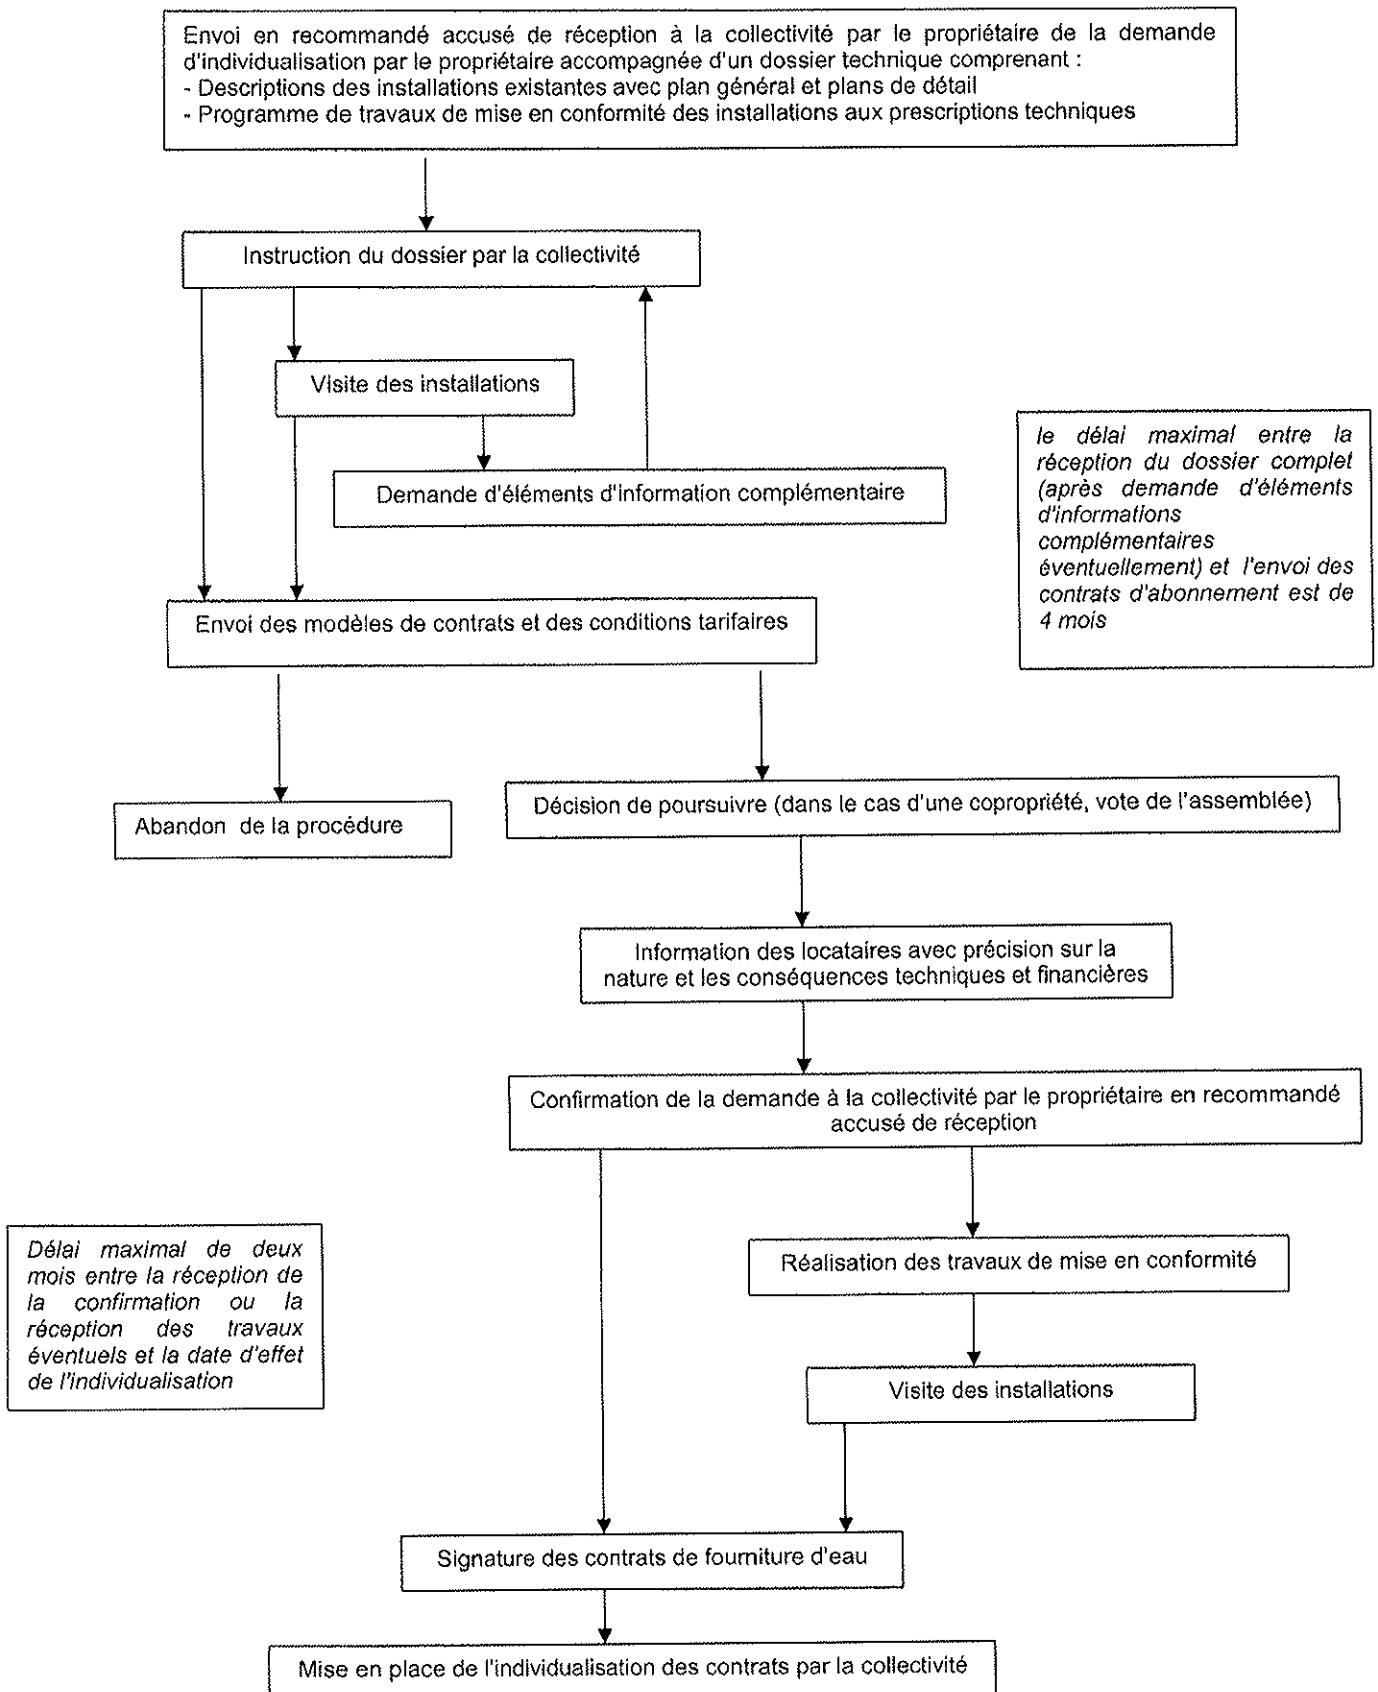 Envoi en recommandé accusé de réception à la collectivité par le propriétaire de la demande
d'individualisation par le propriétaire accompagnée d'un dossier technique comprenant :
- Descriptions des installations existantes avec plan général et plans de détail
- Programme de travaux de mise en conformité des installations aux prescriptions techniques
Instruction du dossier par la collectivité
Visite des installations
Demande d'éléments d'information complémentaire
le délai maximal entre la
réception du dossier complet
(après demande d'éléments
d'informations
complémentaires
éventuellement) et l'envoi des
contrats d'abonnement est de
4 mois
Envoi des modèles de contrats et des conditions tarifaires
Abandon de la procédure
Décision de poursuivre (dans le cas d'une copropriété, vote de l'assemblée)
Information des locataires avec précision sur la
nature et les conséquences techniques et financières
Confirmation de la demande à la collectivité par le propriétaire en recommandé
accusé de réception
Délai maximal de deux
mois entre la réception de
la confirmation ou la
réception des travaux
éventuels et la date d'effet
de l'individualisation
Réalisation des travaux de mise en conformité
Visite des installations
Signature des contrats de fourniture d'eau
Mise en place de l'individualisation des contrats par la collectivité